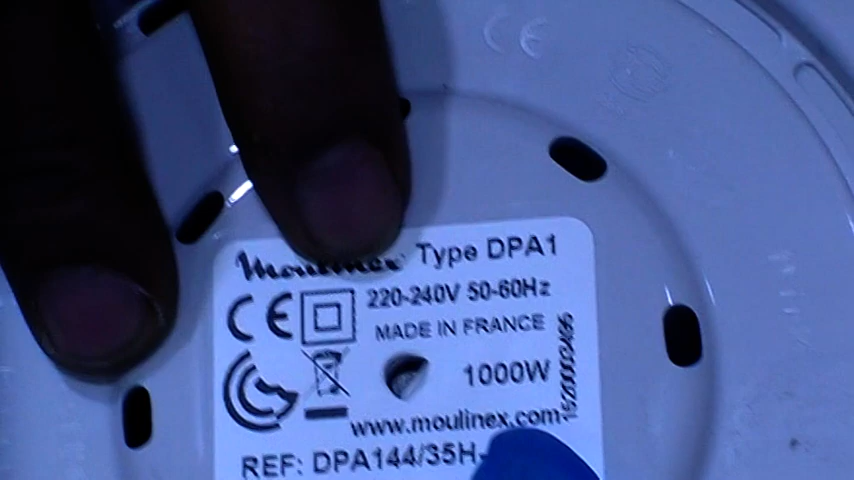 Moulinex Type DPA1
CE 220-240V 50-60Hz
MADE IN FRANCE
1000W
www.moulinex.com
REF: DPA144/35H-